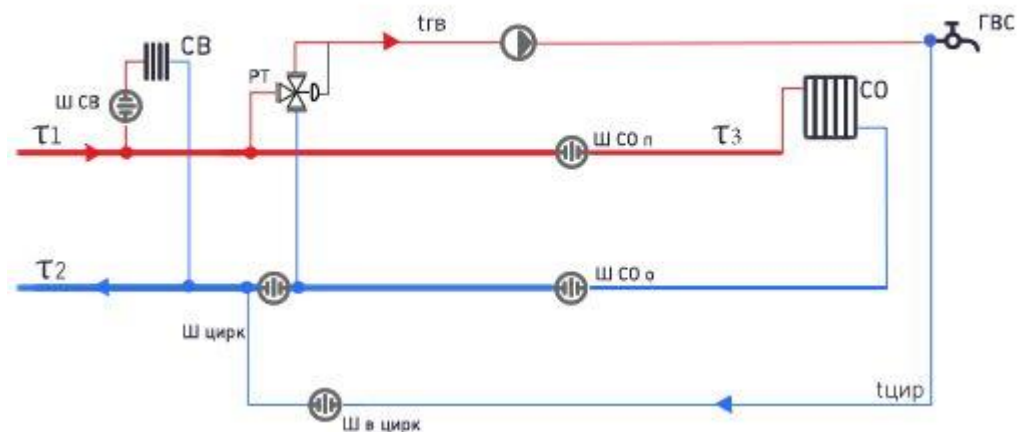 tгв
ГВС
СВ
РТ
СО
Ш СВ
τ1
Ш СО п
τ3
τ2
Ш СО о
Ш цирк
tцир
Ш в цирк